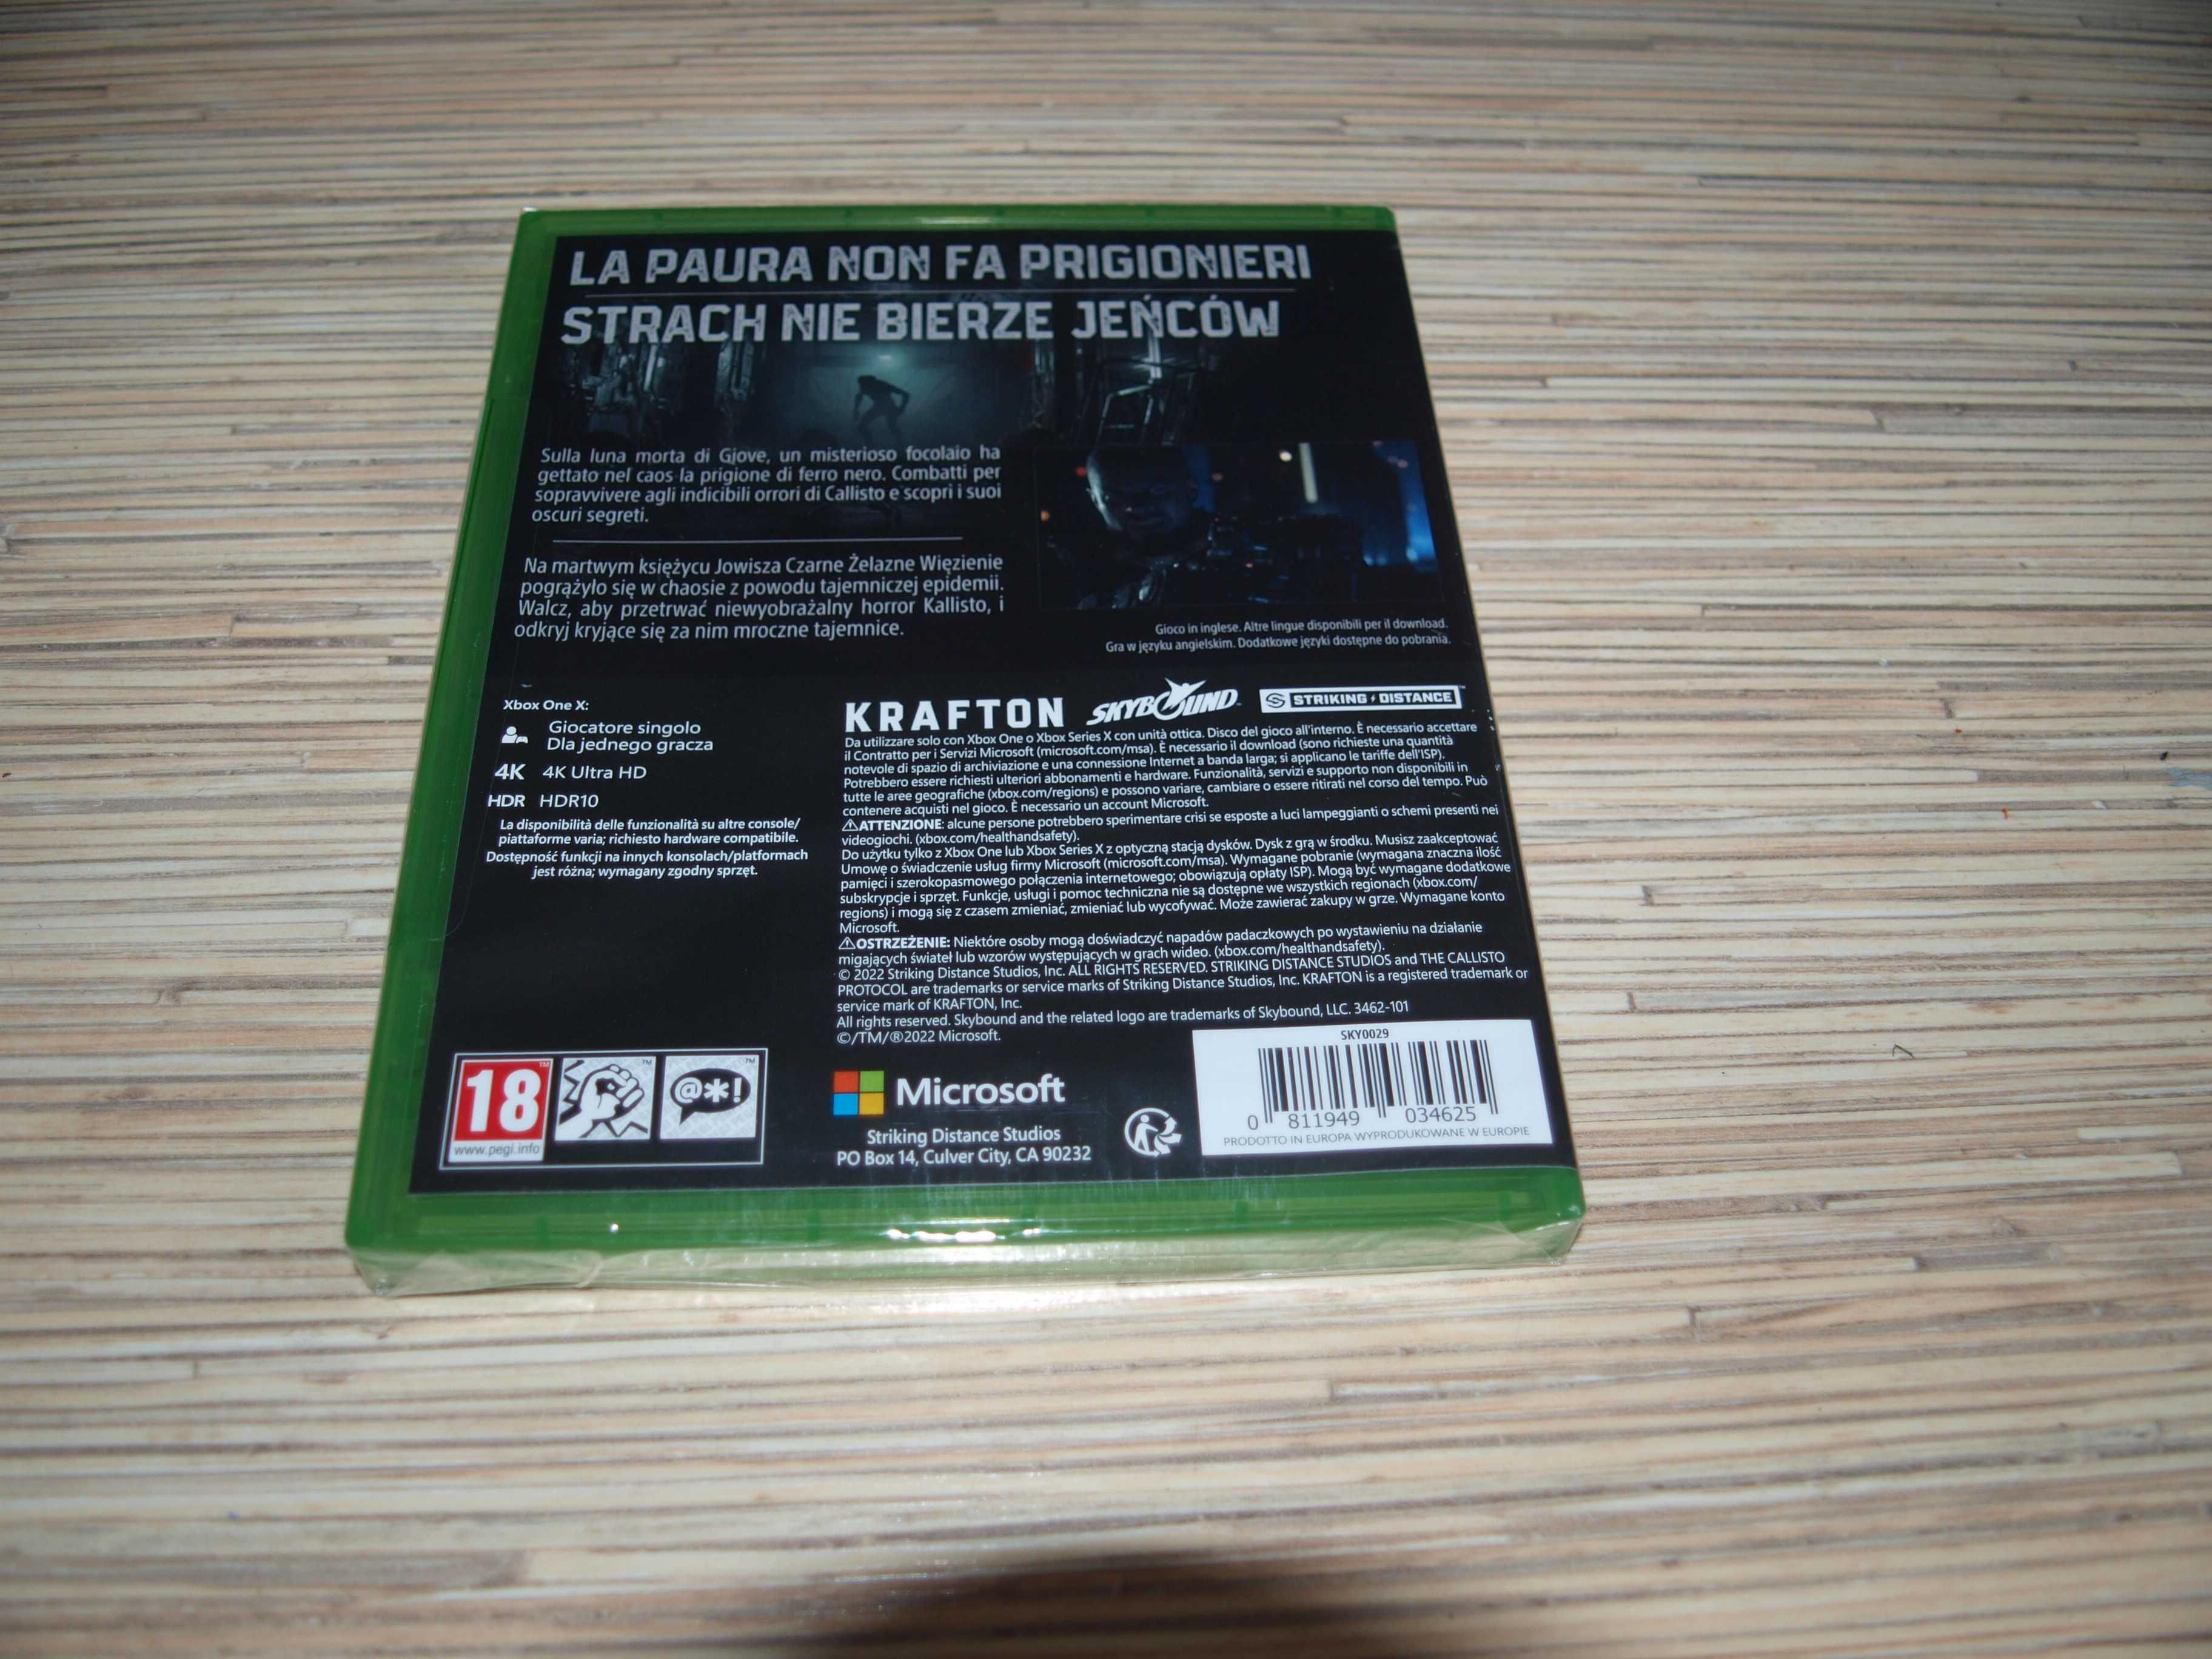 LA PAURA NON FA PRIGIONIERI
STRACH NIE BIERZE JEŃCÓW
Sulla luna morta di Giove, un misterioso focolaio ha
gettato nel caos la prigione di ferro nero. Combatti per
sopravvivere agli indicibili orrori di Callisto e scopri i suoi
oscuri segreti.
Na martwym księżycu Jowisza Czarne Żelazne Więzienie
pogrążyło się w chaosie z powodu tajemniczej epidemii.
Walcz, aby przetrwać niewyobrażalny horror Kallisto, i
odkryj kryjące się za nim mroczne tajemnice.
Gioco in inglese. Altre lingue disponibili per il download.
Gra w języku angielskim. Dodatkowe języki dostępne do pobrania.
Xbox One X:
Giocatore singolo
Dla jednego gracza
4K 4K Ultra HD
HDR HDR10
La disponibilità delle funzionalità su altre console/
piattaforme varia; richiesto hardware compatibile.
Dostępność funkcji na innych konsolach/platformach
jest różna; wymagany zgodny sprzęt.
KRAFTON SKYBOUND STRIKING DISTANCE
Da utilizzare solo con Xbox One o Xbox Series X con unità ottica. Disco del gioco all'interno. È necessario accettare
il Contratto per i Servizi Microsoft (microsoft.com/msa). È necessario il download (sono richieste una quantità
notevole di spazio di archiviazione e una connessione Internet a banda larga; si applicano le tariffe dell'ISP).
Potrebbero essere richiesti ulteriori abbonamenti e hardware. Funzionalità, servizi e supporto non disponibili in
tutte le aree geografiche (xbox.com/regions) e possono variare, cambiare o essere ritirati nel corso del tempo. Può
contenere acquisti nel gioco. È necessario un account Microsoft.
⚠ATTENZIONE: alcune persone potrebbero sperimentare crisi se esposte a luci lampeggianti o schemi presenti nei
videogiochi. (xbox.com/healthandsafety).
Do użytku tylko z Xbox One lub Xbox Series X z optyczną stacją dysków. Dysk z grą w środku. Musisz zaakceptować
Umowę o świadczenie usług firmy Microsoft (microsoft.com/msa). Wymagane pobranie (wymagana znaczna ilość
pamięci i szerokopasmowego połączenia internetowego; obowiązują opłaty ISP). Mogą być wymagane dodatkowe
subskrypcje i sprzęt. Funkcje, usługi i pomoc techniczna nie są dostępne we wszystkich regionach (xbox.com/
regions) i mogą się z czasem zmieniać, zmieniać lub wycofywać. Może zawierać zakupy w grze. Wymagane konto
Microsoft.
⚠OSTRZEŻENIE: Niektóre osoby mogą doświadczyć napadów padaczkowych po wystawieniu na działanie
migających świateł lub wzorów występujących w grach wideo. (xbox.com/healthandsafety).
© 2022 Striking Distance Studios, Inc. ALL RIGHTS RESERVED. STRIKING DISTANCE STUDIOS and THE CALLISTO
PROTOCOL are trademarks or service marks of Striking Distance Studios, Inc. KRAFTON is a registered trademark or
service mark of KRAFTON, Inc.
All rights reserved. Skybound and the related logo are trademarks of Skybound, LLC. 3462-101
©/TM/®2022 Microsoft.
18
www.pegi.info
@*!
Microsoft
Striking Distance Studios
PO Box 14, Culver City, CA 90232
SKY0029
0 811949 034625
PRODOTTO IN EUROPA WYPRODUKOWANE W EUROPIE